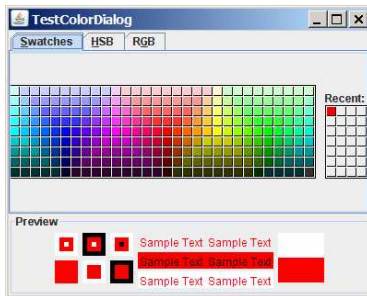 TestColorDialog
Swatches HSB RGB
Recent:
Preview
Sample Text Sample Text
Sample Text Sample Text
Sample Text Sample Text